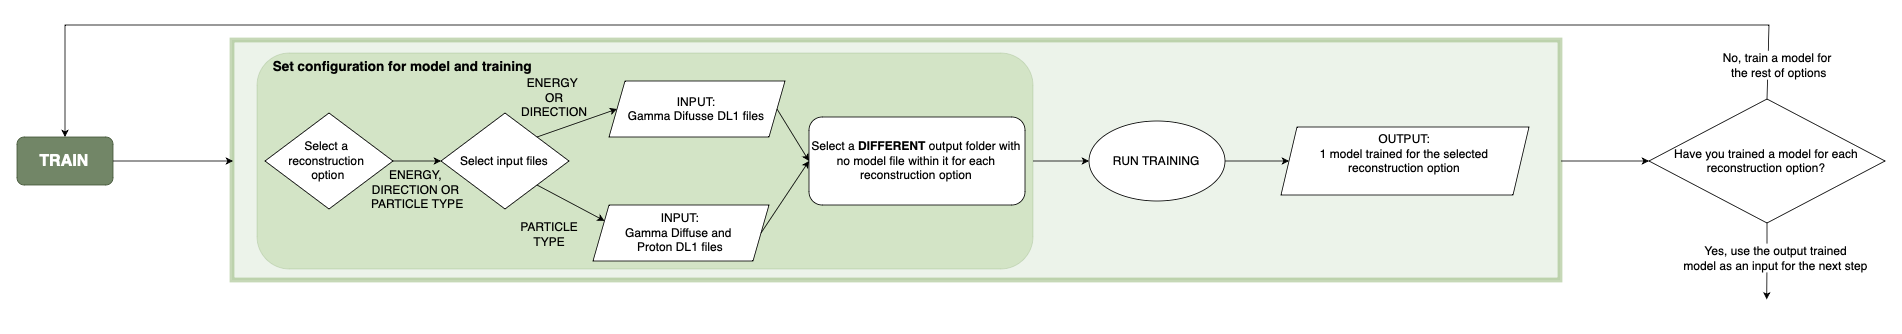 TRAIN
Set configuration for model and training
Select a
reconstruction
option
ENERGY,
DIRECTION OR
PARTICLE TYPE
Select input files
ENERGY
OR
DIRECTION
INPUT:
Gamma Difusse DL1 files
PARTICLE
TYPE
INPUT:
Gamma Diffuse and
Proton DL1 files
Select a DIFFERENT output folder with
no model file within it for each
reconstruction option
RUN TRAINING
OUTPUT:
1 model trained for the selected
reconstruction option
Have you trained a model for each
reconstruction option?
No, train a model for
the rest of options
Yes, use the output trained
model as an input for the next step